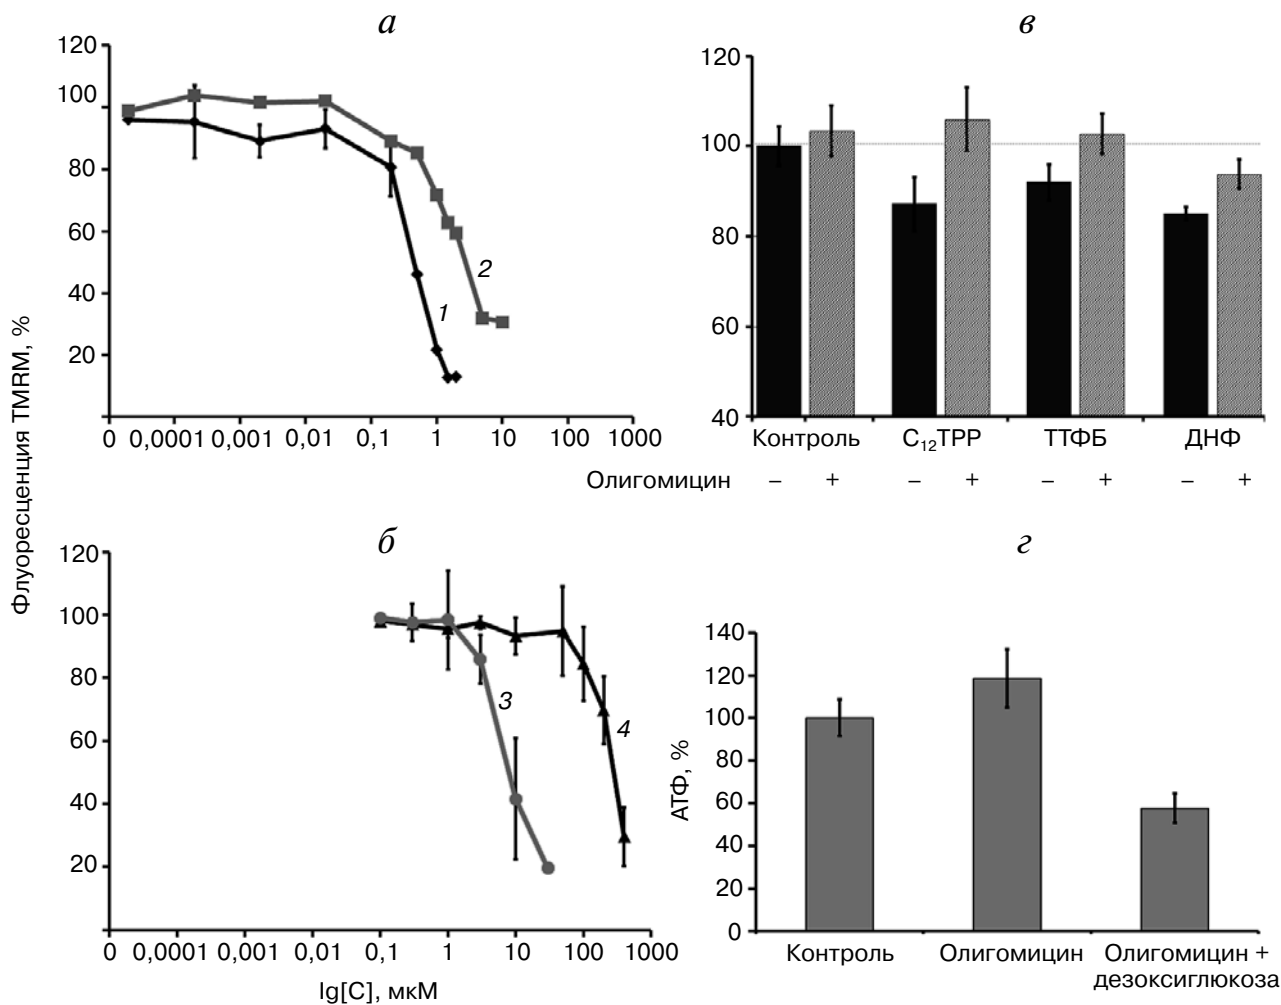 а
Флуоресценция TMRM, %
120
100
80
60
40
20
1
2
0 0,0001 0,001 0,01 0,1 1 10 100 1000
в
120
100
80
60
40
Контроль C₁₂TPP ТТФБ ДНФ
Олигомицин – + – + – + – +
б
120
100
80
60
40
20
3
4
0 0,0001 0,001 0,01 0,1 1 10 100 1000
lg[C], мкМ
г
АТФ, %
140
120
100
80
60
40
20
0
Контроль Олигомицин Олигомицин +
дезоксиглюкоза